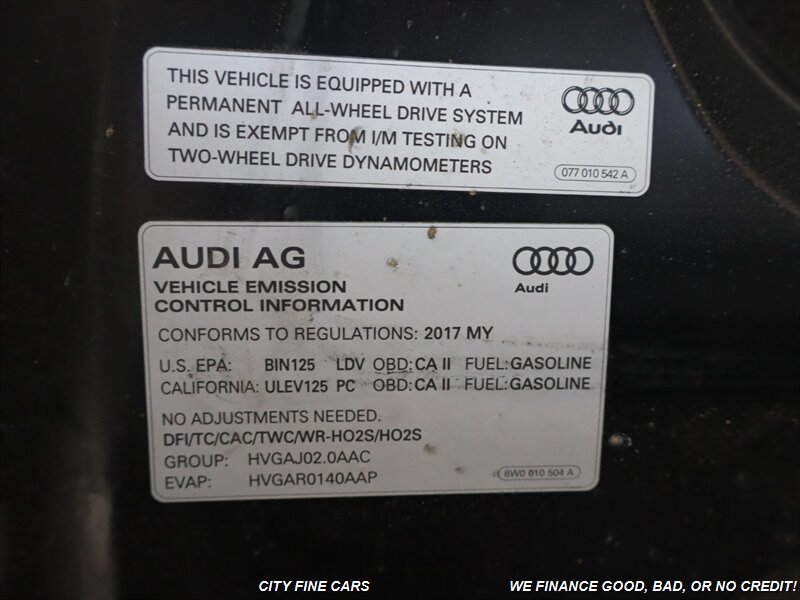 THIS VEHICLE IS EQUIPPED WITH A
PERMANENT ALL-WHEEL DRIVE SYSTEM
AND IS EXEMPT FROM I/M TESTING ON
TWO-WHEEL DRIVE DYNAMOMETERS
Audi
077 010 542 A
AUDI AG
Audi
VEHICLE EMISSION
CONTROL INFORMATION
CONFORMS TO REGULATIONS: 2017 MY
U.S. EPA: BIN125 LDV OBD:CA II FUEL:GASOLINE
CALIFORNIA: ULEV125 PC OBD:CA II FUEL:GASOLINE
NO ADJUSTMENTS NEEDED.
DFI/TC/CAC/TWC/WR-HO2S/HO2S
GROUP: HVGAJ02.0AAC
EVAP: HVGAR0140AAP
8W0 010 504 A
CITY FINE CARS
WE FINANCE GOOD, BAD, OR NO CREDIT!